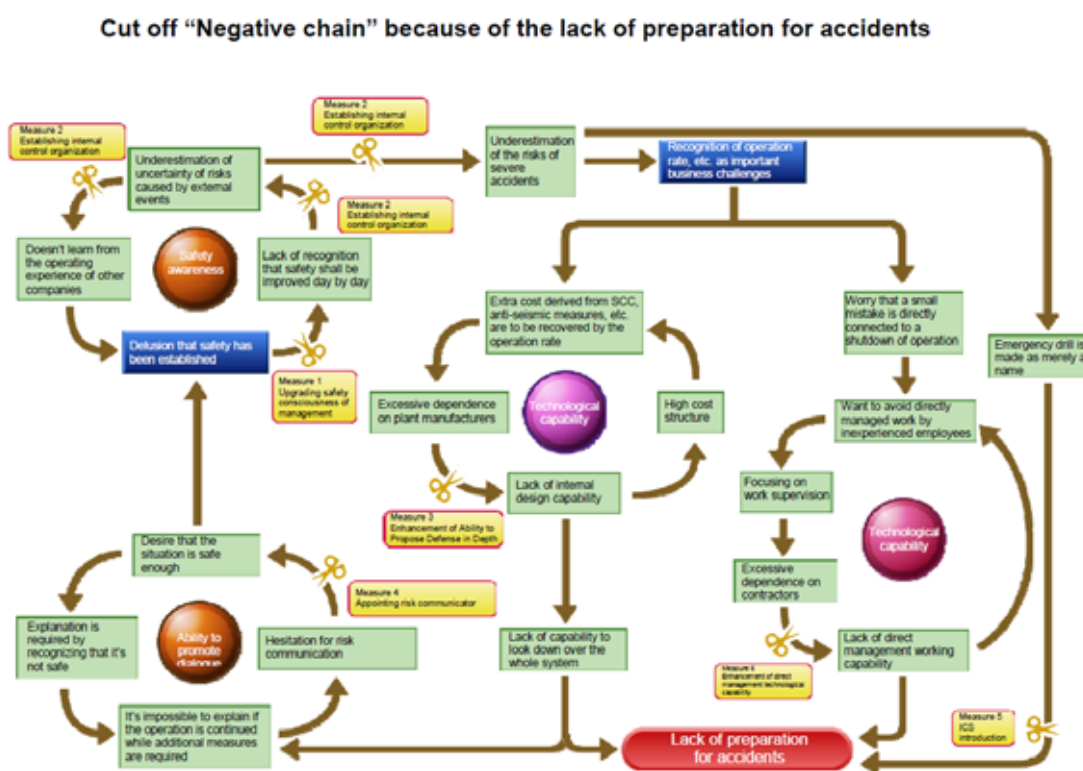 Cut off “Negative chain” because of the lack of preparation for accidents
Measure 2
Establishing internal
control organization
Measure 2
Establishing internal
control organization
Underestimation of
uncertainty of risks
caused by external
events
Underestimation
of the risks of
severe
accidents
Recognition of operation
rate, etc. as important
business challenges
Measure 2
Establishing internal
control organization
Doesn't learn from
the operating
experience of other
companies
Safety
awareness
Lack of recognition
that safety shall be
improved day by day
Delusion that safety has
been established
Measure 1
Upgrading safety
consciousness of
management
Extra cost derived from SCC,
anti-seismic measures, etc.
are to be recovered by the
operation rate
Worry that a small
mistake is directly
connected to a
shutdown of operation
Emergency drill is
made as merely a
name
Excessive dependence
on plant manufacturers
Technological
capability
High cost
structure
Want to avoid directly
managed work by
inexperienced employees
Lack of internal
design capability
Measure 3
Enhancement of Ability to
Propose Defense in Depth
Focusing on
work supervision
Technological
capability
Desire that the
situation is safe
enough
Measure 4
Appointing risk communicator
Excessive
dependence on
contractors
Explanation is
required by
recognizing that it's
not safe
Ability to
promote
dialogue
Hesitation for risk
communication
Lack of capability to
look down over the
whole system
Lack of direct
management working
capability
Measure 6
Enhancement of direct
management technological
capability
It's impossible to explain if
the operation is continued
while additional measures
are required
Lack of preparation
for accidents
Measure 5
ICS
introduction